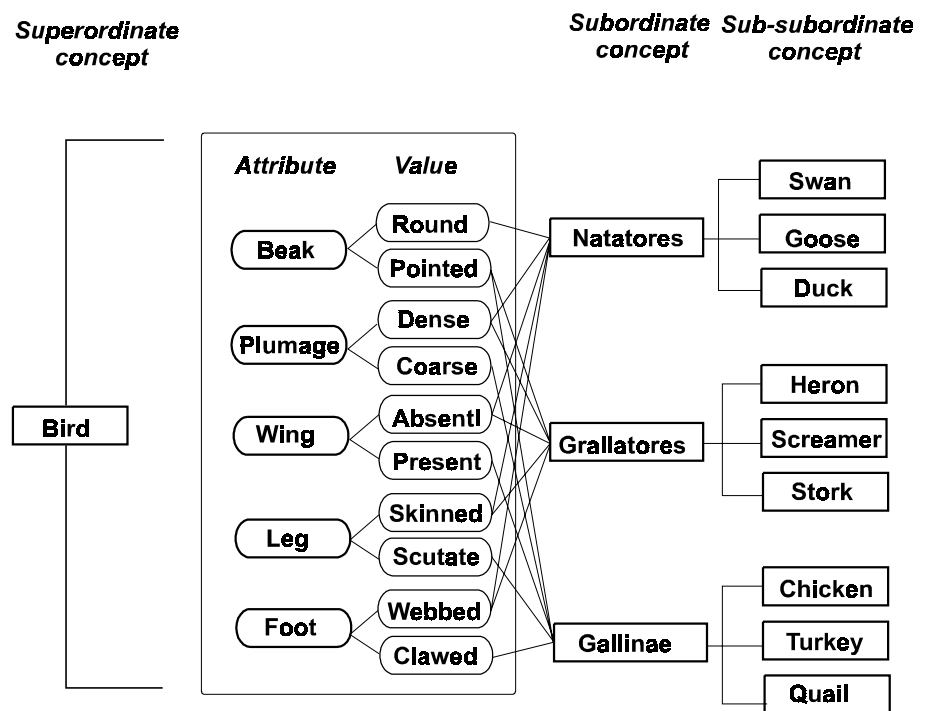 Superordinate
concept
Subordinate
concept
Sub-subordinate
concept
Attribute
Value
Bird
Beak
Round
Pointed
Plumage
Dense
Coarse
Wing
Absentl
Present
Leg
Skinned
Scutate
Foot
Webbed
Clawed
Natatores
Grallatores
Gallinae
Swan
Goose
Duck
Heron
Screamer
Stork
Chicken
Turkey
Quail